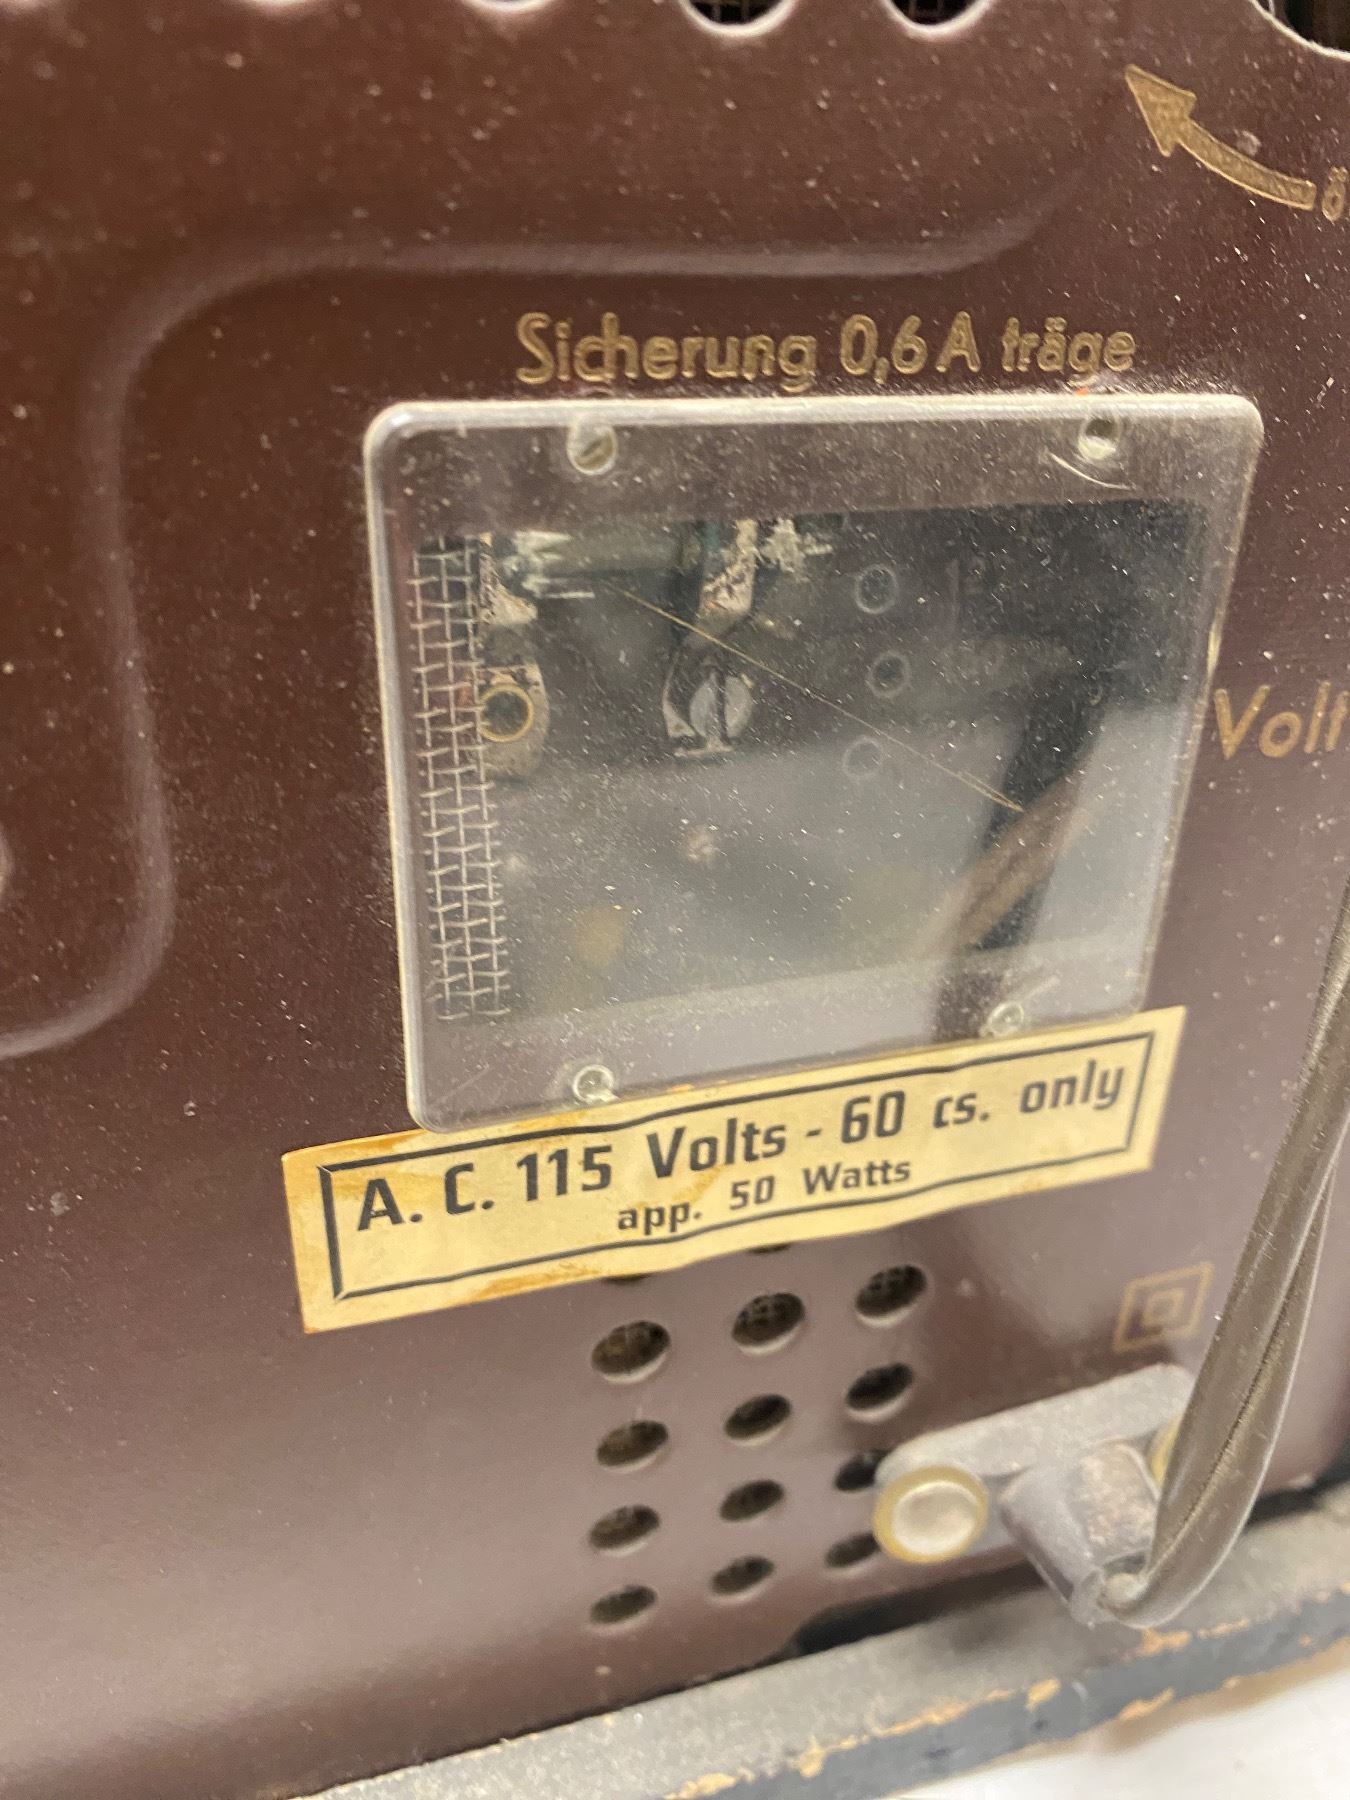 Sicherung 0,6 A träge
Volt
A. C. 115 Volts - 60 cs. only
app. 50 Watts